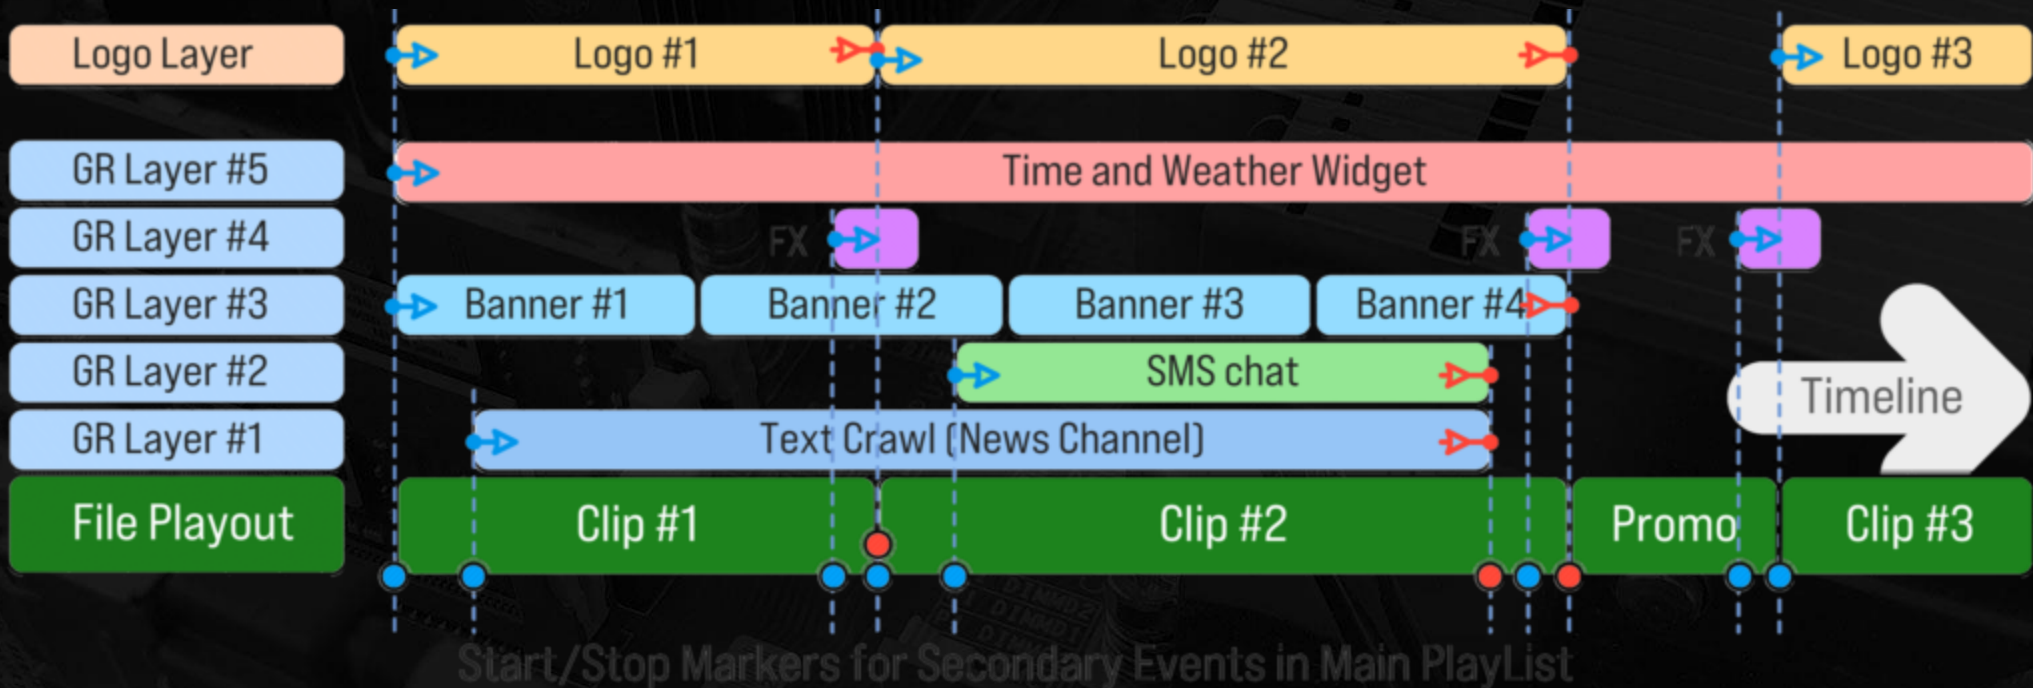 Logo Layer Logo #1 Logo #2 Logo #3
GR Layer #5 Time and Weather Widget
GR Layer #4 FX FX FX
GR Layer #3 Banner #1 Banner #2 Banner #3 Banner #4
GR Layer #2 SMS chat
Timeline
GR Layer #1 Text Crawl (News Channel)
File Playout Clip #1 Clip #2 Promo Clip #3
DIMMD2
DIMMD1
Start/Stop Markers for Secondary Events in Main PlayList